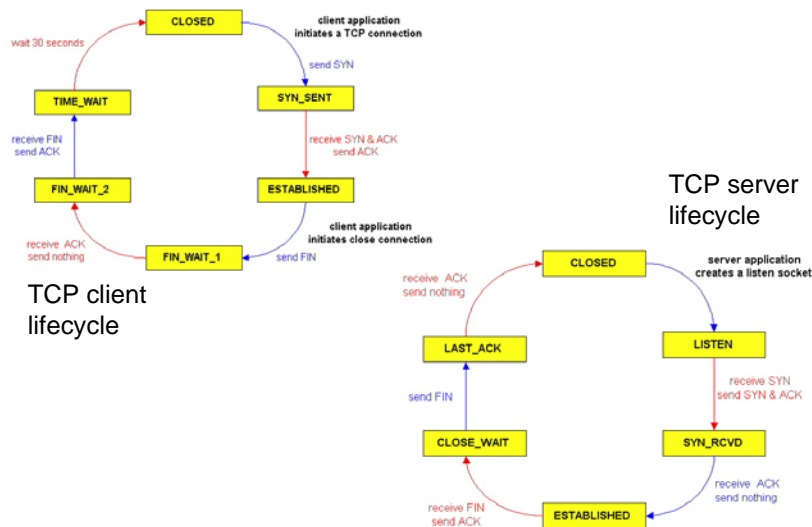 CLOSED
client application
initiates a TCP connection
wait 30 seconds
send SYN
TIME_WAIT
SYN_SENT
receive FIN
send ACK
receive SYN & ACK
send ACK
FIN_WAIT_2
ESTABLISHED
client application
initiates close connection
receive ACK
send nothing
FIN_WAIT_1
send FIN
TCP client
lifecycle
TCP server
lifecycle
CLOSED
server application
creates a listen socket
receive ACK
send nothing
LAST_ACK
LISTEN
send FIN
receive SYN
send SYN & ACK
CLOSE_WAIT
SYN_RCVD
receive FIN
send ACK
receive ACK
send nothing
ESTABLISHED